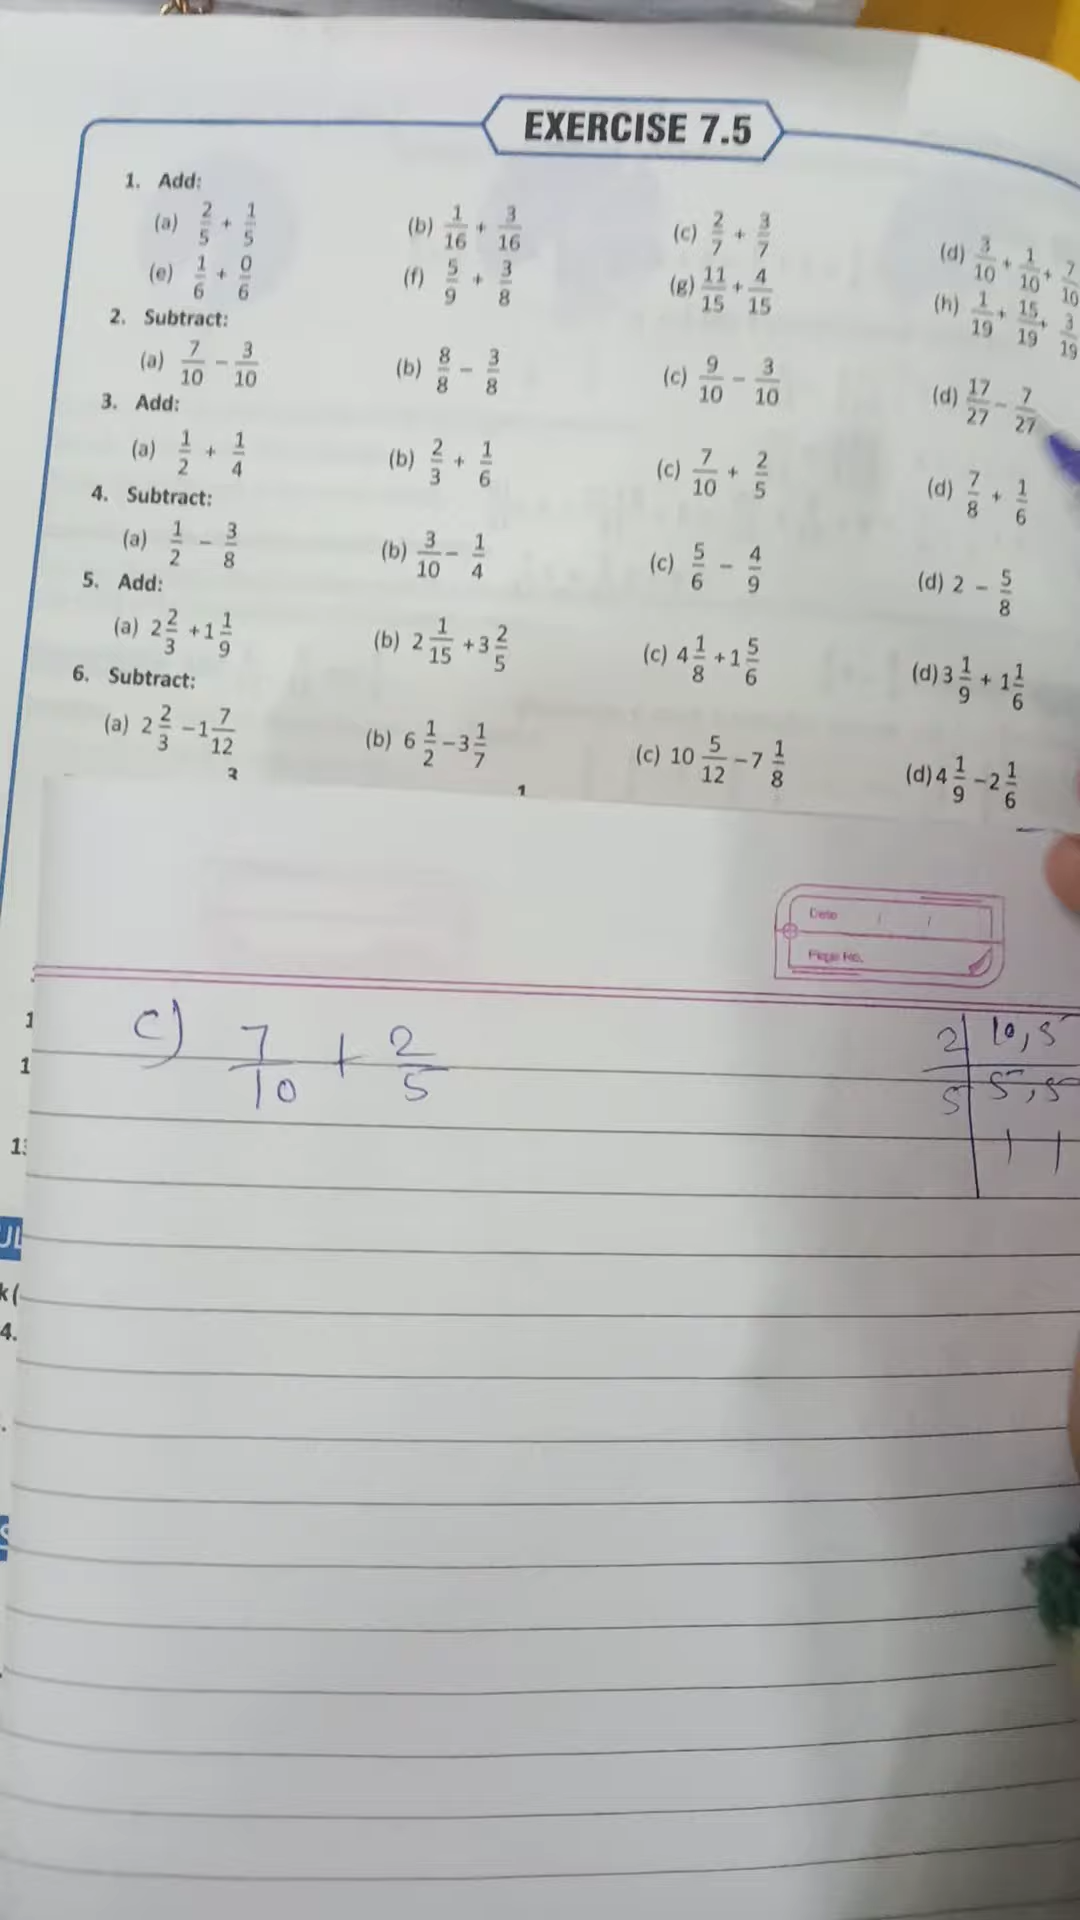 EXERCISE 7.5
1. Add:
(a) 2/5 + 1/5 (b) 1/16 + 3/16 (c) 2/7 + 3/7 (d) 3/10 + 1/10 + 7/10
(e) 1/6 + 0/6 (f) 5/9 + 3/8 (g) 11/15 + 4/15 (h) 1/19 + 15/19 + 3/19
2. Subtract:
(a) 7/10 − 3/10 (b) 8/8 − 3/8 (c) 9/10 − 3/10 (d) 17/27 − 7/27
3. Add:
(a) 1/2 + 1/4 (b) 2/3 + 1/6 (c) 7/10 + 2/5 (d) 7/8 + 1/6
4. Subtract:
(a) 1/2 − 3/8 (b) 3/10 − 1/4 (c) 5/6 − 4/9 (d) 2 − 5/8
5. Add:
(a) 2 2/3 + 1 1/9 (b) 2 1/15 + 3 2/5 (c) 4 1/8 + 1 5/6 (d) 3 1/9 + 1 1/6
6. Subtract:
(a) 2 2/3 − 1 7/12 (b) 6 1/2 − 3 1/7 (c) 10 5/12 − 7 1/8 (d) 4 1/9 − 2 1/6
Date / /
Page No.
c) 7/10 + 2/5
2 | 10, 5
5 | 5, 5
1 1